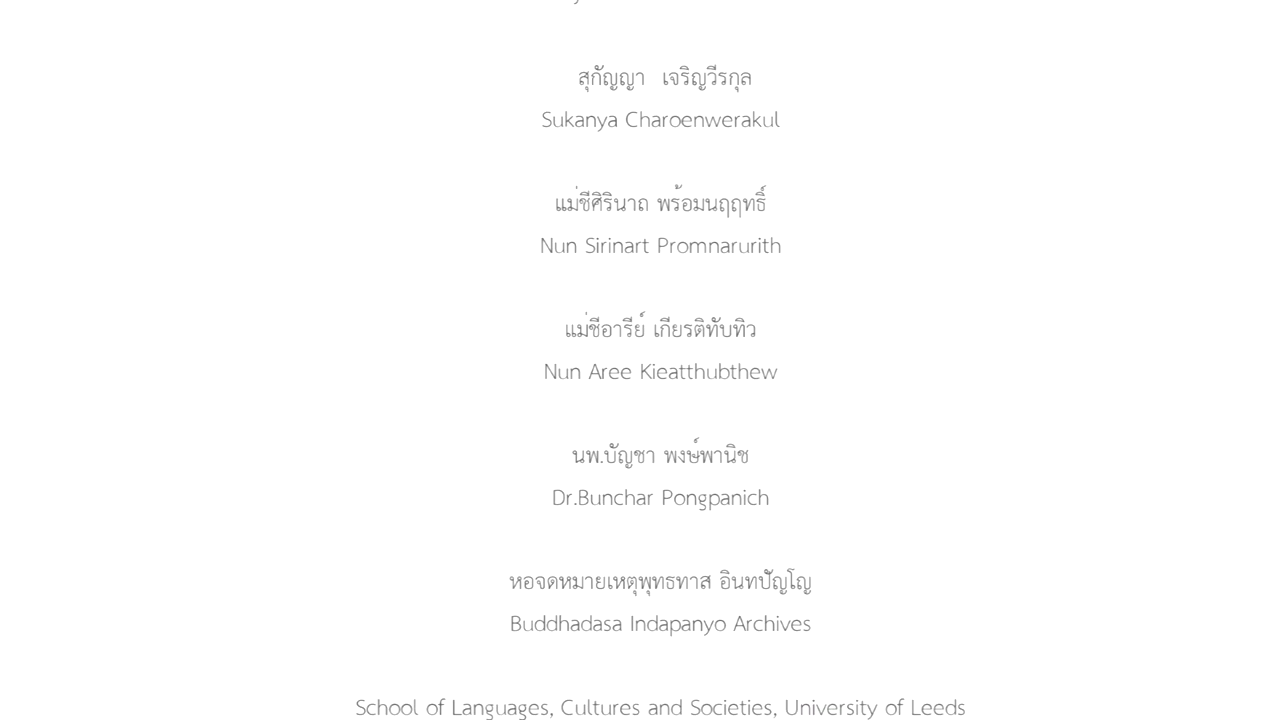 สุกัญญา เจริญวีรกุล
Sukanya Charoenwerakul
แม่ชีศิรินาถ พร้อมนฤฤทธิ์
Nun Sirinart Promnarurith
แม่ชีอารีย์ เกียรติทับทิว
Nun Aree Kieatthubthew
นพ.บัญชา พงษ์พานิช
Dr.Bunchar Pongpanich
หอจดหมายเหตุพุทธทาส อินทปัญโญ
Buddhadasa Indapanyo Archives
School of Languages, Cultures and Societies, University of Leeds